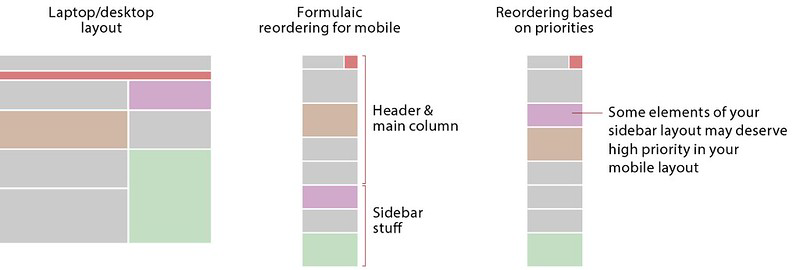 Laptop/desktop
layout
Formulaic
reordering for mobile
Reordering based
on priorities
Header &
main column
Sidebar
stuff
Some elements of your
sidebar layout may deserve
high priority in your
mobile layout